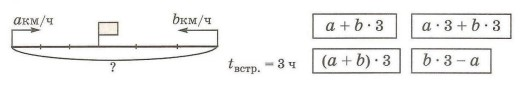 a км/ч
b км/ч
?
t встр. = 3 ч
a + b · 3
a · 3 + b · 3
(a + b) · 3
b · 3 − a